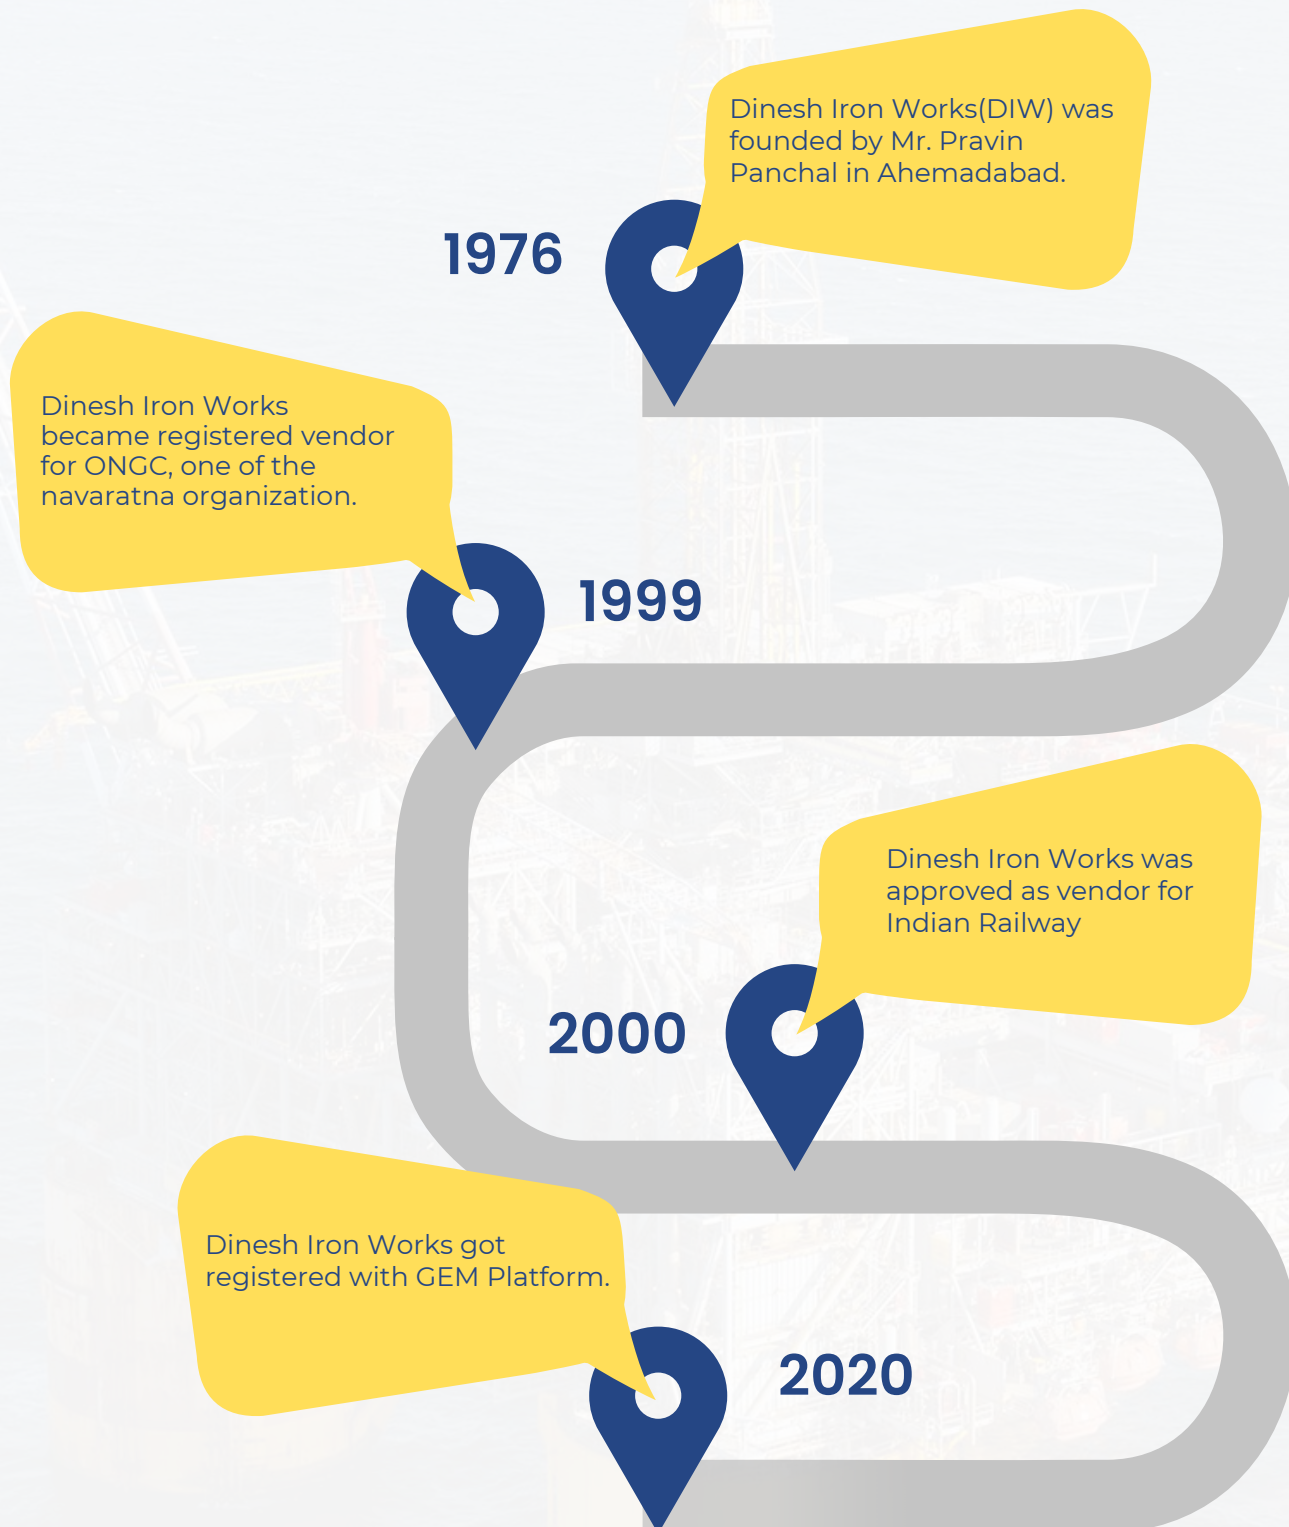 Dinesh Iron Works(DIW) was
founded by Mr. Pravin
Panchal in Ahemadabad.
1976
Dinesh Iron Works
became registered vendor
for ONGC, one of the
navaratna organization.
1999
Dinesh Iron Works was
approved as vendor for
Indian Railway
2000
Dinesh Iron Works got
registered with GEM Platform.
2020